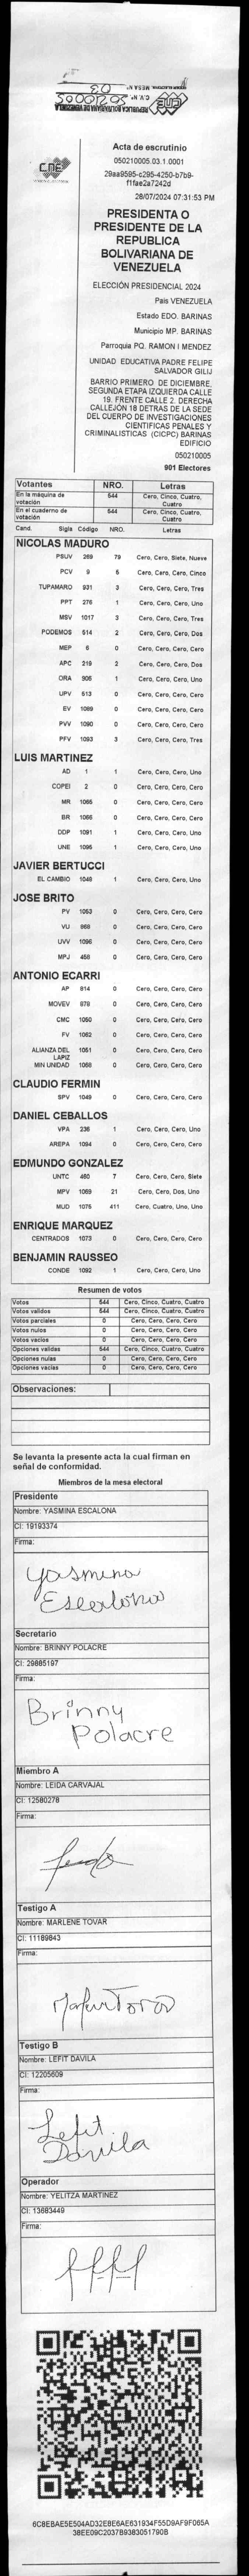 Acta de escrutinio
050210005.03.1.0001
29aa9595-c295-4250-b7b9-
f1fae2a7242d
28/07/2024 07:31:53 PM
PRESIDENTA O
PRESIDENTE DE LA
REPUBLICA
BOLIVARIANA DE
VENEZUELA
ELECCIÓN PRESIDENCIAL 2024
País VENEZUELA
Estado EDO. BARINAS
Municipio MP. BARINAS
Parroquia PQ. RAMON I MENDEZ
UNIDAD EDUCATIVA PADRE FELIPE
SALVADOR GILIJ
BARRIO PRIMERO DE DICIEMBRE,
SEGUNDA ETAPA IZQUIERDA CALLE
19. FRENTE CALLE 2. DERECHA
CALLEJÓN 18 DETRAS DE LA SEDE
DEL CUERPO DE INVESTIGACIONES
CIENTIFICAS PENALES Y
CRIMINALISTICAS (CICPC) BARINAS
EDIFICIO
050210005
901 Electores
Votantes NRO. Letras
En la máquina de votación 544 Cero, Cinco, Cuatro, Cuatro
En el cuaderno de votación 544 Cero, Cinco, Cuatro, Cuatro
Cand. Sigla Código NRO. Letras
NICOLAS MADURO
PSUV 269 79 Cero, Cero, Siete, Nueve
PCV 9 5 Cero, Cero, Cero, Cinco
TUPAMARO 931 3 Cero, Cero, Cero, Tres
PPT 276 1 Cero, Cero, Cero, Uno
MSV 1017 3 Cero, Cero, Cero, Tres
PODEMOS 514 2 Cero, Cero, Cero, Dos
MEP 6 0 Cero, Cero, Cero, Cero
APC 219 2 Cero, Cero, Cero, Dos
ORA 906 1 Cero, Cero, Cero, Uno
UPV 513 0 Cero, Cero, Cero, Cero
EV 1089 0 Cero, Cero, Cero, Cero
PVV 1090 0 Cero, Cero, Cero, Cero
PFV 1093 3 Cero, Cero, Cero, Tres
LUIS MARTINEZ
AD 1 1 Cero, Cero, Cero, Uno
COPEI 2 0 Cero, Cero, Cero, Cero
MR 1065 0 Cero, Cero, Cero, Cero
BR 1066 0 Cero, Cero, Cero, Cero
DDP 1091 1 Cero, Cero, Cero, Uno
UNE 1095 1 Cero, Cero, Cero, Uno
JAVIER BERTUCCI
EL CAMBIO 1048 1 Cero, Cero, Cero, Uno
JOSE BRITO
PV 1053 0 Cero, Cero, Cero, Cero
VU 968 0 Cero, Cero, Cero, Cero
UVV 1096 0 Cero, Cero, Cero, Cero
MPJ 458 0 Cero, Cero, Cero, Cero
ANTONIO ECARRI
AP 814 0 Cero, Cero, Cero, Cero
MOVEV 979 0 Cero, Cero, Cero, Cero
CMC 1050 0 Cero, Cero, Cero, Cero
FV 1062 0 Cero, Cero, Cero, Cero
ALIANZA DEL LAPIZ 1051 0 Cero, Cero, Cero, Cero
MIN UNIDAD 1068 0 Cero, Cero, Cero, Cero
CLAUDIO FERMIN
SPV 1049 0 Cero, Cero, Cero, Cero
DANIEL CEBALLOS
VPA 236 1 Cero, Cero, Cero, Uno
AREPA 1094 0 Cero, Cero, Cero, Cero
EDMUNDO GONZALEZ
UNTC 460 7 Cero, Cero, Cero, Siete
MPV 1069 21 Cero, Cero, Dos, Uno
MUD 1075 411 Cero, Cuatro, Uno, Uno
ENRIQUE MARQUEZ
CENTRADOS 1073 0 Cero, Cero, Cero, Cero
BENJAMIN RAUSSEO
CONDE 1092 1 Cero, Cero, Cero, Uno
Resumen de votos
Votos 544 Cero, Cinco, Cuatro, Cuatro
Votos validos 544 Cero, Cinco, Cuatro, Cuatro
Votos parciales 0 Cero, Cero, Cero, Cero
Votos nulos 0 Cero, Cero, Cero, Cero
Votos vacios 0 Cero, Cero, Cero, Cero
Opciones validas 544 Cero, Cinco, Cuatro, Cuatro
Opciones nulas 0 Cero, Cero, Cero, Cero
Opciones vacias 0 Cero, Cero, Cero, Cero
Observaciones:
Se levanta la presente acta la cual firman en
señal de conformidad.
Miembros de la mesa electoral
Presidente
Nombre: YASMINA ESCALONA
CI: 19193374
Firma:
Yasmina
Escalona
Secretario
Nombre: BRINNY POLACRE
CI: 29885197
Firma:
Brinny
Polacre
Miembro A
Nombre: LEIDA CARVAJAL
CI: 12580278
Firma:
Testigo A
Nombre: MARLENE TOVAR
CI: 11189843
Firma:
Testigo B
Nombre: LEFIT DAVILA
CI: 12205609
Firma:
Lefit
Davila
Operador
Nombre: YELITZA MARTINEZ
CI: 13683449
Firma:
6C8EBAE5E504AD32E8E6AE631934F55D9AF9F065A
38EE09C2037B9383051790B